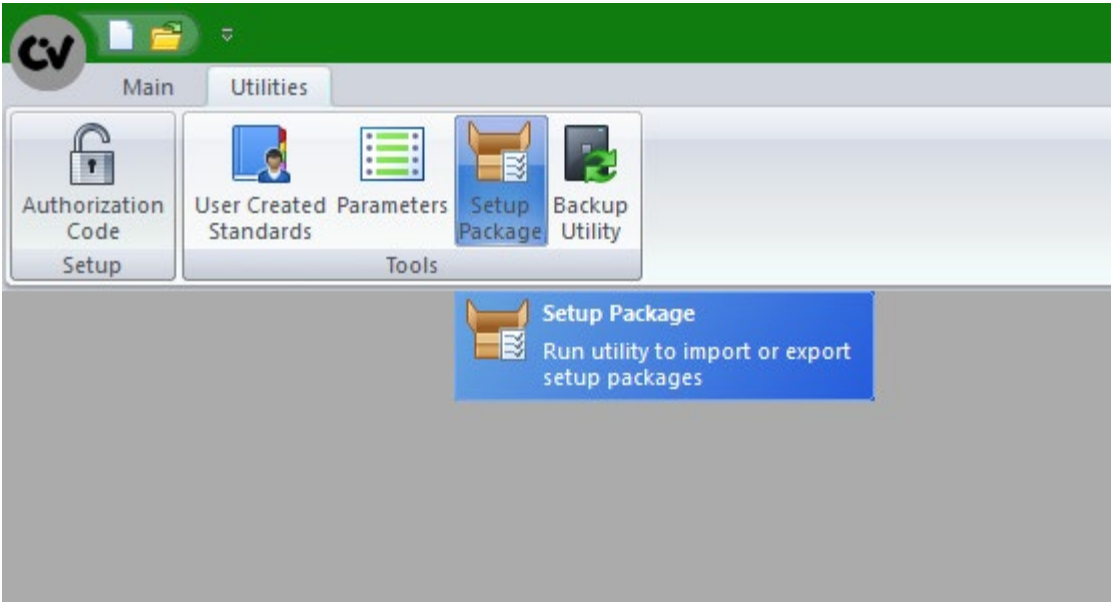 CV
Main Utilities
Authorization Code
User Created Standards
Parameters
Setup Package
Backup Utility
Setup
Tools
Setup Package
Run utility to import or export
setup packages